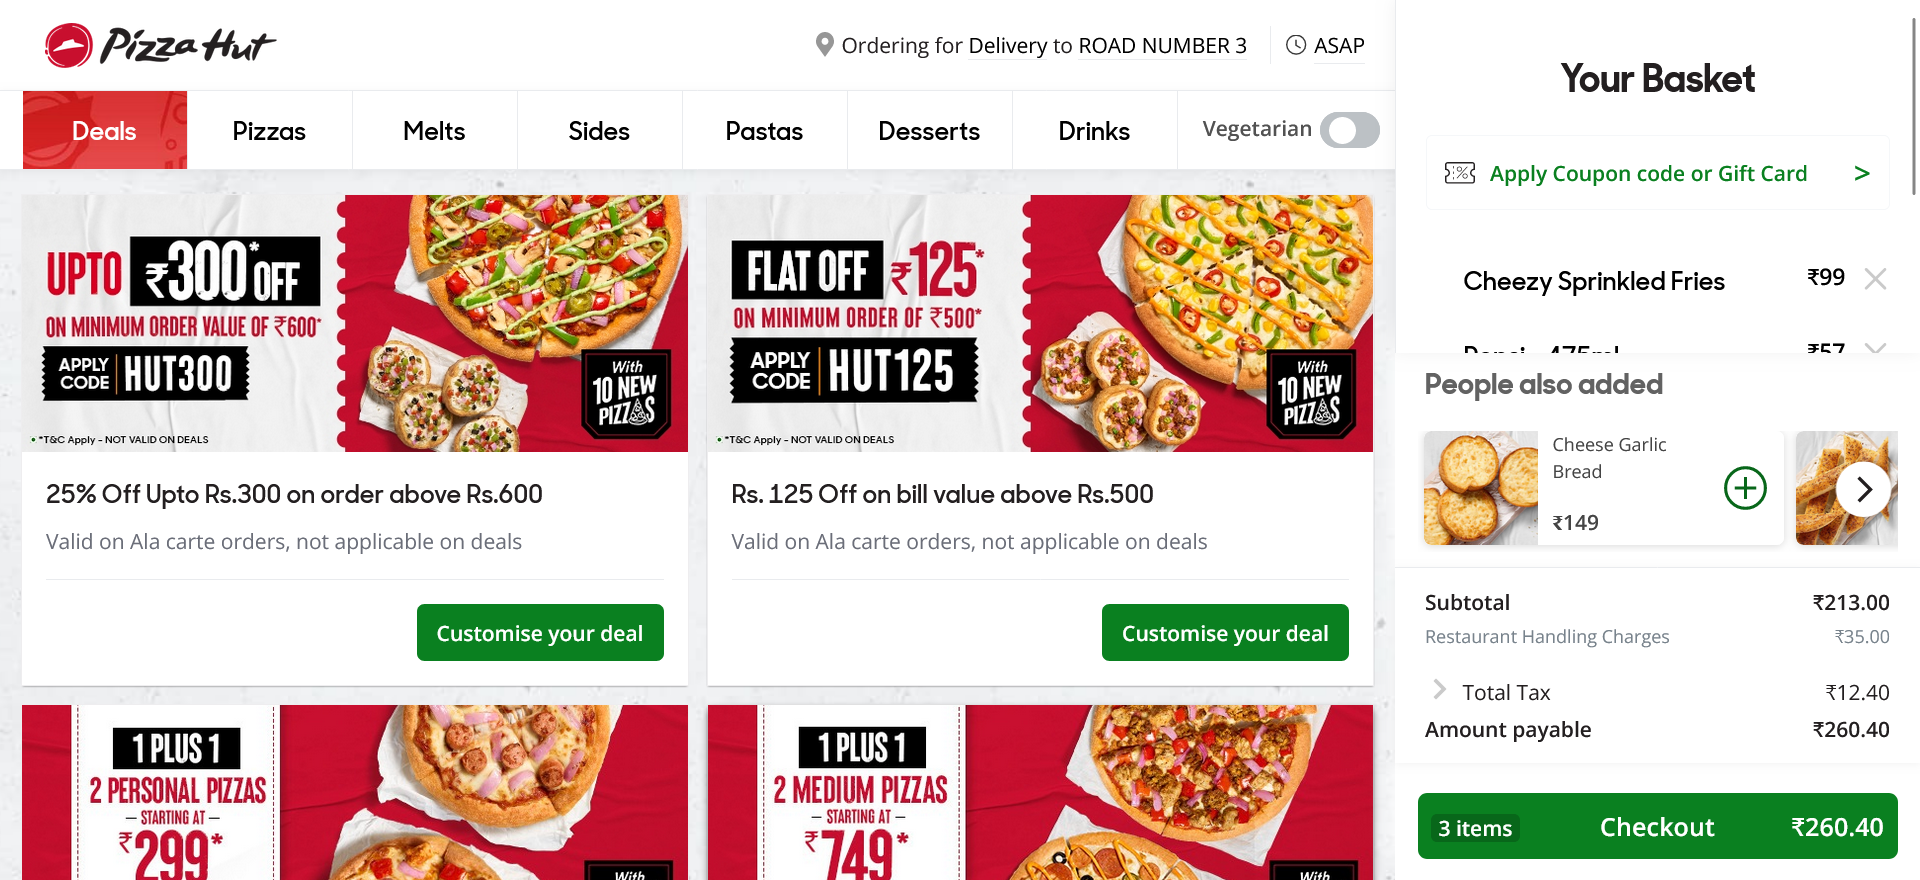 Pizza Hut
Ordering for Delivery to ROAD NUMBER 3
ASAP
Deals
Pizzas
Melts
Sides
Pastas
Desserts
Drinks
Vegetarian
UPTO ₹300* OFF
ON MINIMUM ORDER VALUE OF ₹600*
APPLY CODE HUT300
With
10 NEW
PIZZAS
*T&C Apply - NOT VALID ON DEALS
25% Off Upto Rs.300 on order above Rs.600
Valid on Ala carte orders, not applicable on deals
Customise your deal
FLAT OFF ₹125*
ON MINIMUM ORDER OF ₹500*
APPLY CODE HUT125
With
10 NEW
PIZZAS
*T&C Apply - NOT VALID ON DEALS
Rs. 125 Off on bill value above Rs.500
Valid on Ala carte orders, not applicable on deals
Customise your deal
1 PLUS 1
2 PERSONAL PIZZAS
– STARTING AT –
₹299*
With
1 PLUS 1
2 MEDIUM PIZZAS
– STARTING AT –
₹749*
With
Your Basket
Apply Coupon code or Gift Card >
Cheezy Sprinkled Fries ₹99
Pepsi - 475ml ₹57
People also added
Cheese Garlic
Bread
₹149
Subtotal ₹213.00
Restaurant Handling Charges ₹35.00
Total Tax ₹12.40
Amount payable ₹260.40
3 items Checkout ₹260.40